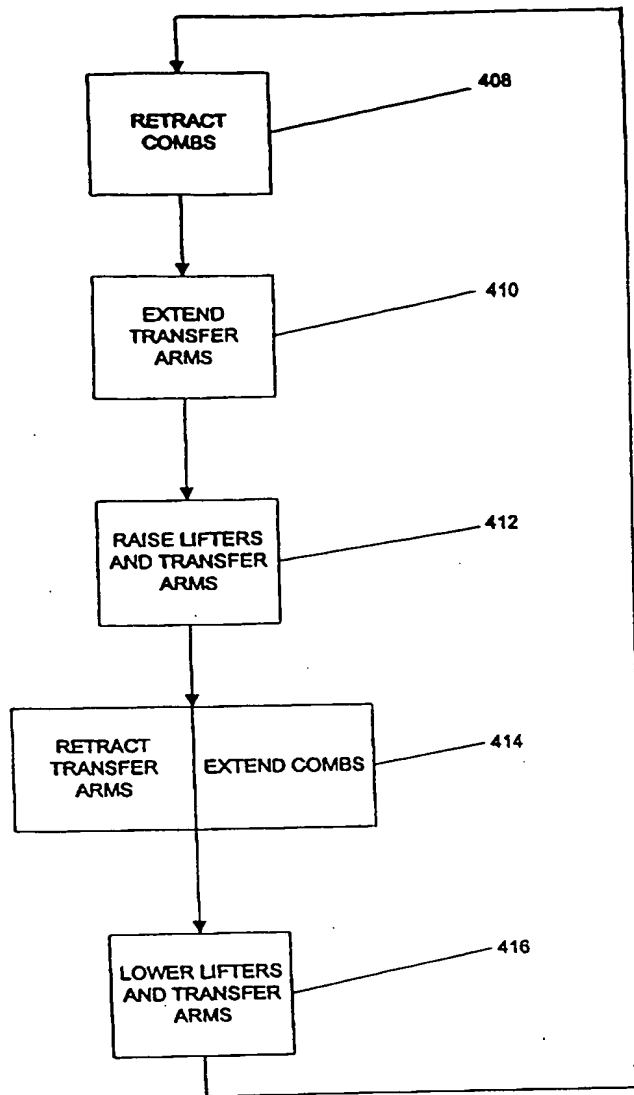 408
RETRACT
COMBS
410
EXTEND
TRANSFER
ARMS
412
RAISE LIFTERS
AND TRANSFER
ARMS
RETRACT
TRANSFER
ARMS
EXTEND COMBS
414
LOWER LIFTERS
AND TRANSFER
ARMS
416